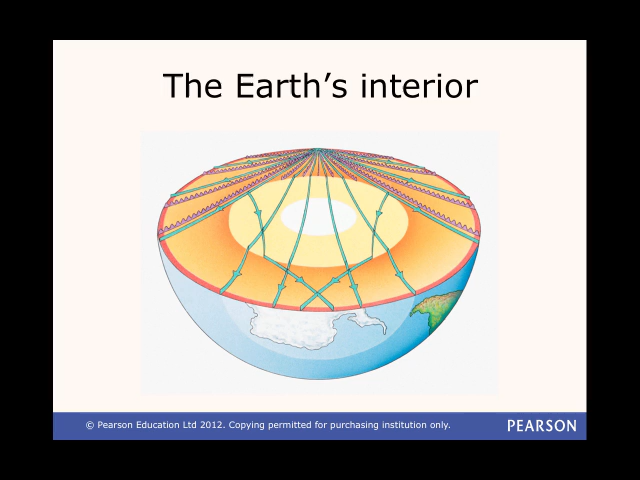 The Earth’s interior
© Pearson Education Ltd 2012. Copying permitted for purchasing institution only.
PEARSON